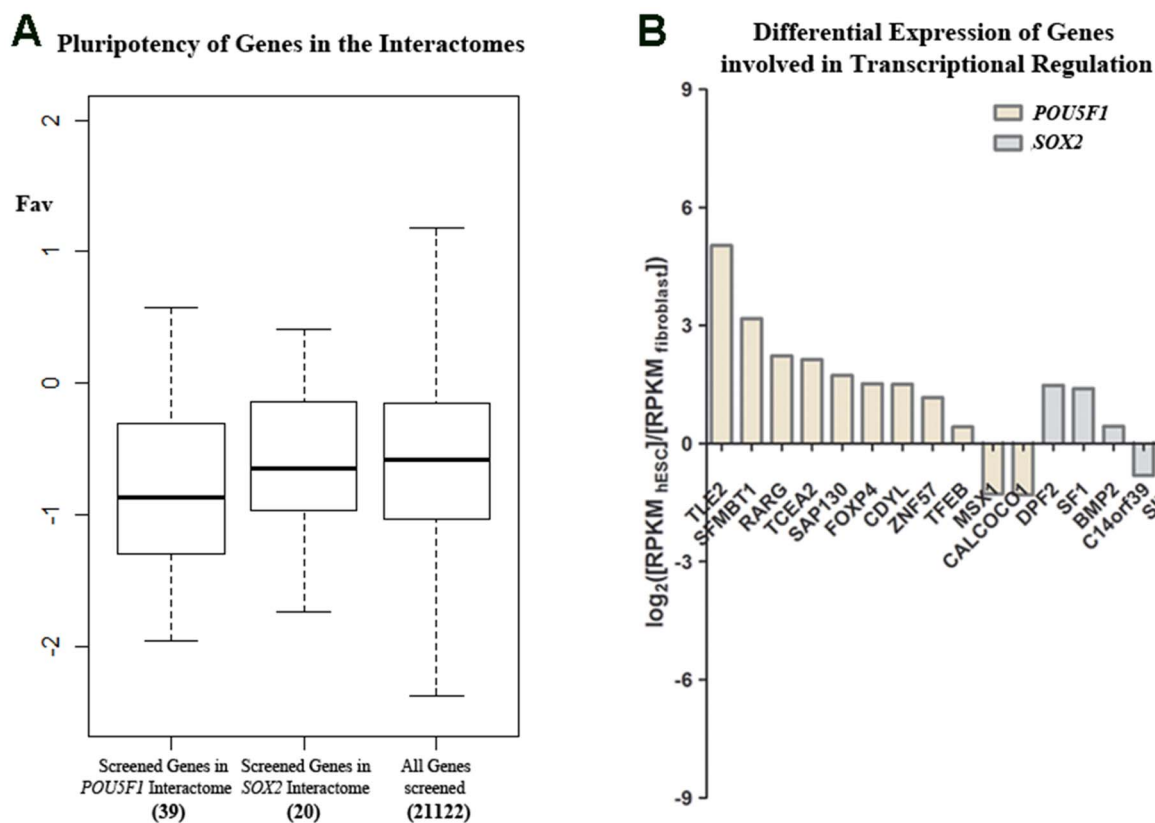 A
Pluripotency of Genes in the Interactomes
2
Fav
1
0
-1
-2
Screened Genes in
POU5F1 Interactome
(39)
Screened Genes in
SOX2 Interactome
(20)
All Genes
screened
(21122)
B
Differential Expression of Genes
involved in Transcriptional Regulation
POU5F1
SOX2
log2([RPKM hESC]/[RPKM fibroblast])
9
6
3
0
-3
-6
-9
TLE2
SFMBT1
RARG
TCEA2
SAP130
FOXP4
CDYL
ZNF57
TFEB
MSX1
CALCOCO1
DPF2
SF1
BMP2
C14orf39